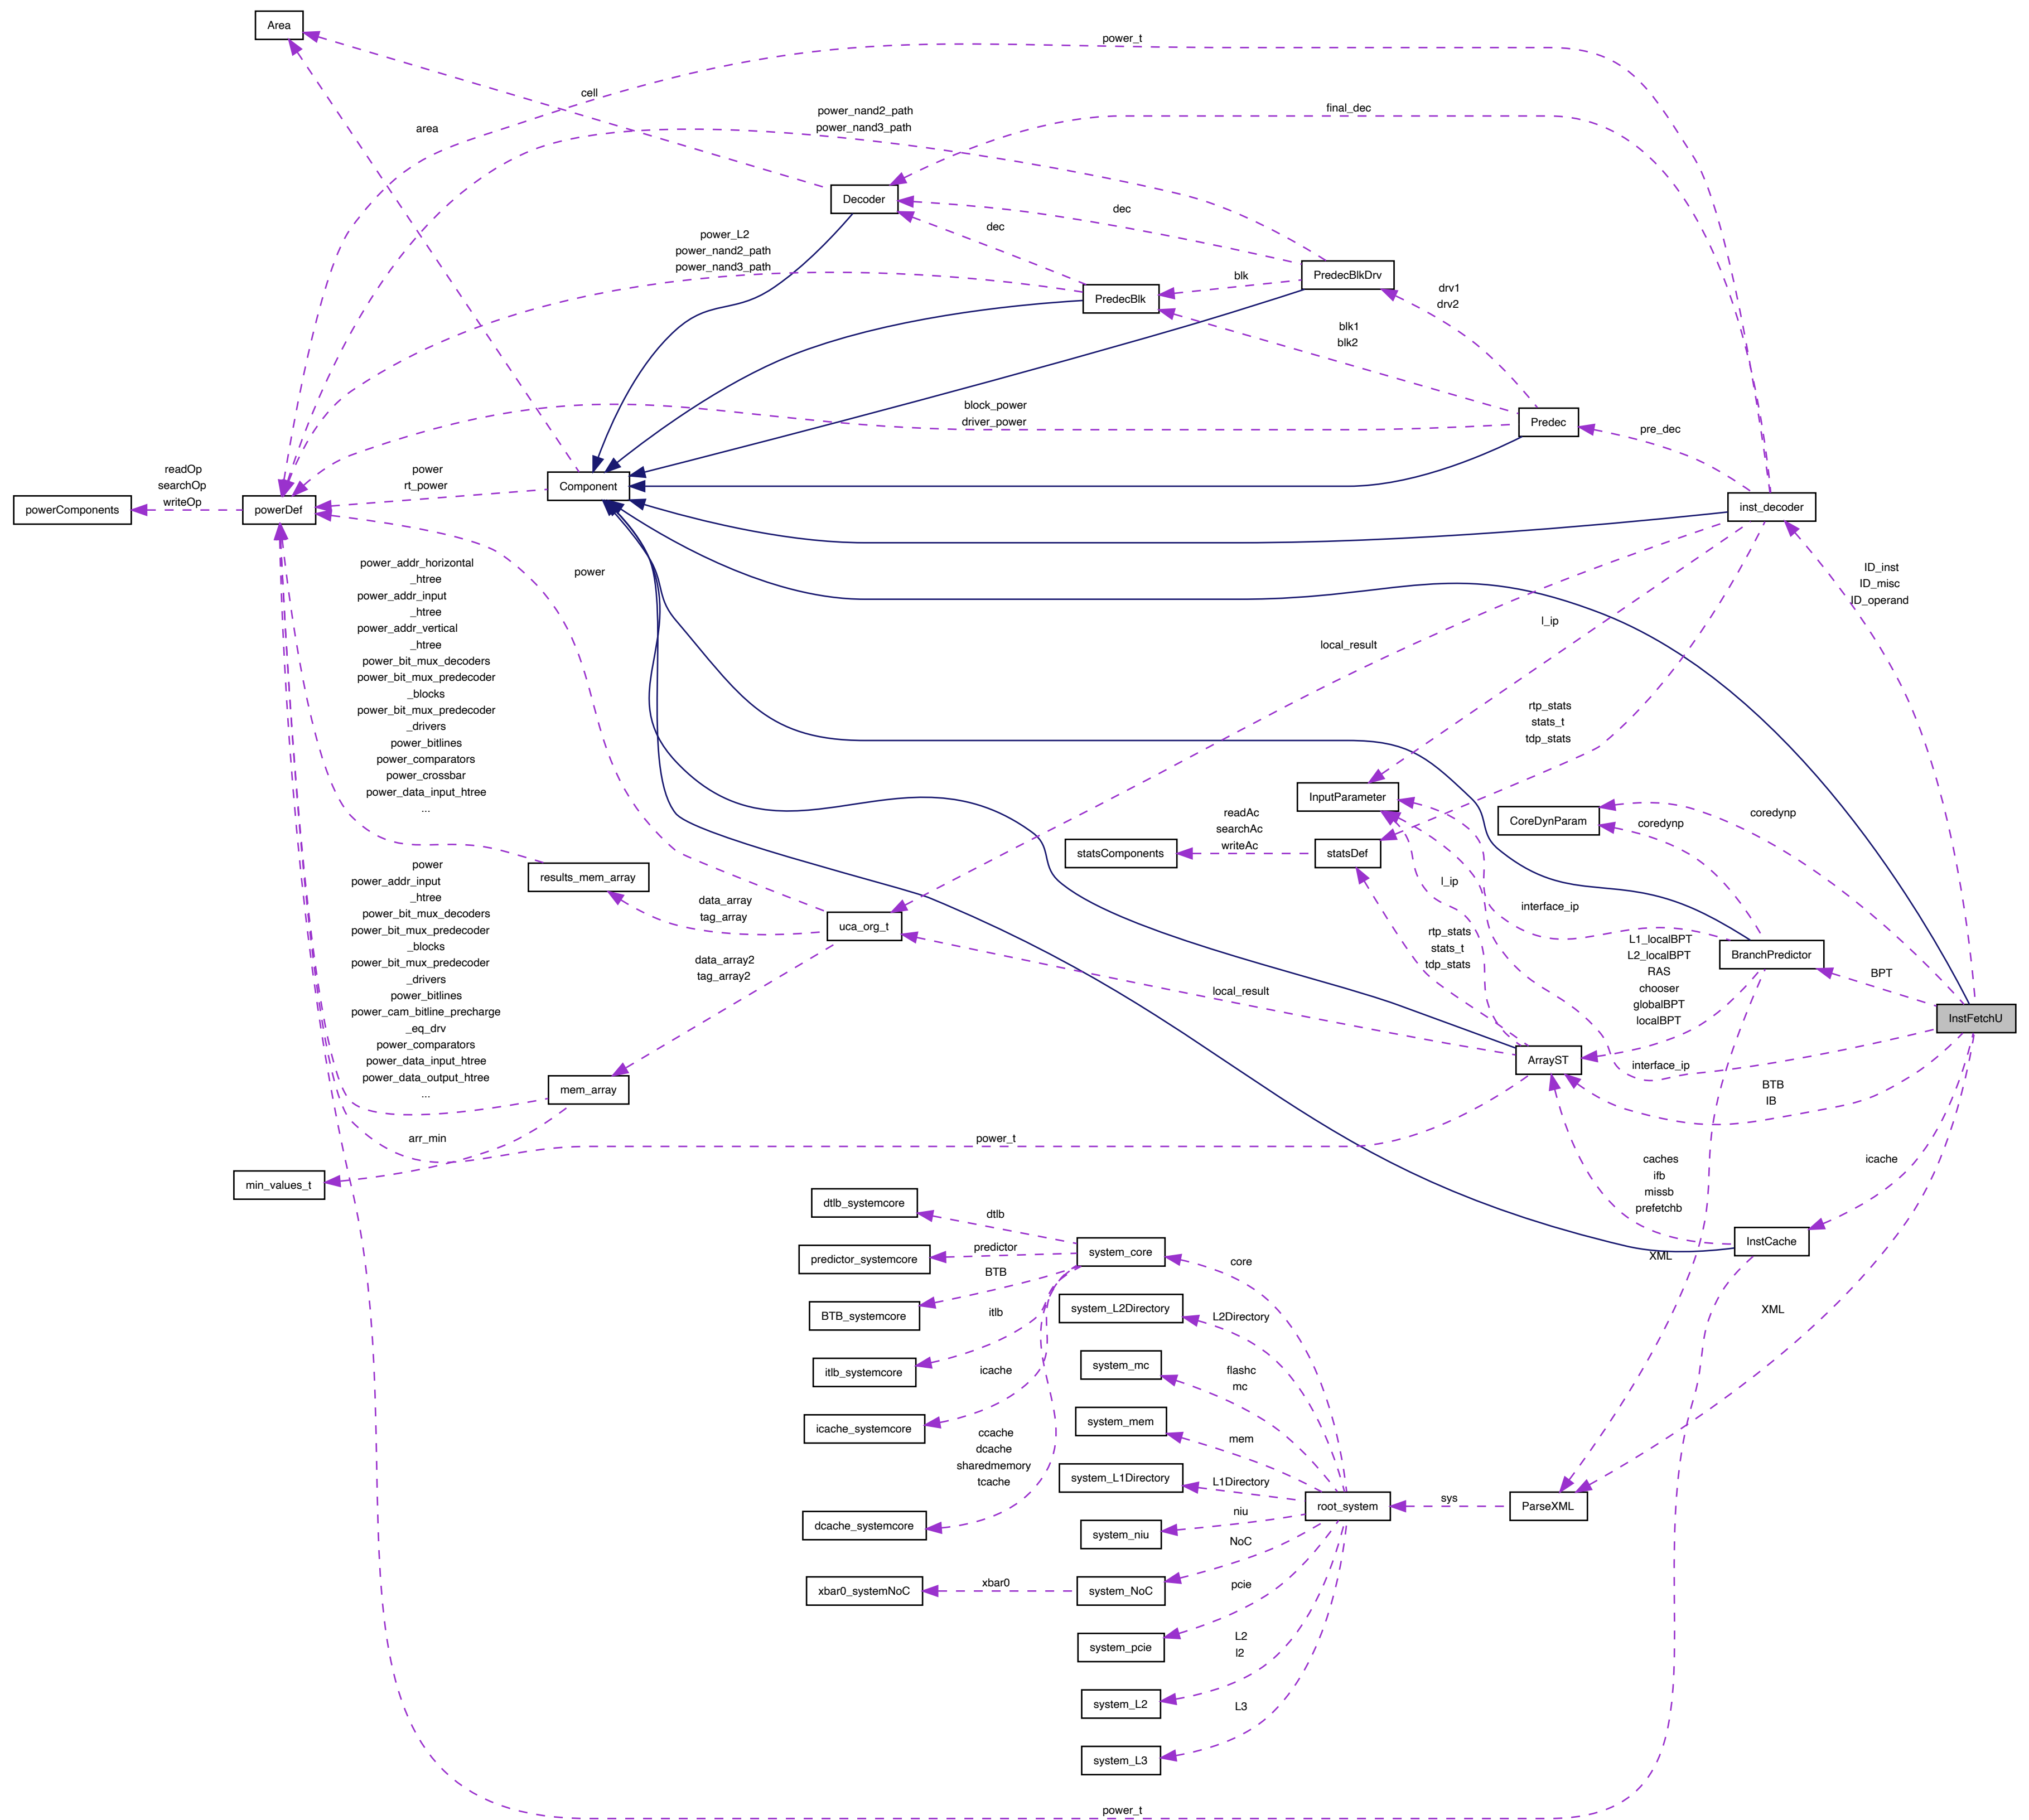 Area
power_t
cell
final_dec
power_nand2_path
power_nand3_path
area
Decoder
dec
dec
power_L2
power_nand2_path
power_nand3_path
PredecBlkDrv
blk
PredecBlk
drv1
drv2
blk1
blk2
block_power
driver_power
Predec
pre_dec
power
rt_power
Component
readOp
searchOp
writeOp
powerComponents
powerDef
inst_decoder
power_addr_horizontal
_htree
power_addr_input
_htree
power_addr_vertical
_htree
power_bit_mux_decoders
power_bit_mux_predecoder
_blocks
power_bit_mux_predecoder
_drivers
power_bitlines
power_comparators
power_crossbar
power_data_input_htree
...
power
ID_inst
ID_misc
ID_operand
l_ip
local_result
rtp_stats
stats_t
tdp_stats
InputParameter
CoreDynParam
coredynp
coredynp
readAc
searchAc
writeAc
statsComponents
statsDef
results_mem_array
l_ip
data_array
tag_array
uca_org_t
interface_ip
power
power_addr_input
_htree
power_bit_mux_decoders
power_bit_mux_predecoder
_blocks
power_bit_mux_predecoder
_drivers
power_bitlines
power_cam_bitline_precharge
_eq_drv
power_comparators
power_data_input_htree
power_data_output_htree
...
rtp_stats
stats_t
tdp_stats
L1_localBPT
L2_localBPT
RAS
chooser
globalBPT
localBPT
BranchPredictor
BPT
data_array2
tag_array2
local_result
InstFetchU
ArrayST
interface_ip
BTB
IB
mem_array
arr_min
power_t
min_values_t
caches
ifb
missb
prefetchb
icache
dtlb_systemcore
dtlb
system_core
predictor
predictor_systemcore
core
InstCache
XML
BTB
BTB_systemcore
system_L2Directory
L2Directory
XML
itlb
itlb_systemcore
system_mc
flashc
mc
icache
icache_systemcore
system_mem
mem
ccache
dcache
sharedmemory
tcache
system_L1Directory
L1Directory
root_system
sys
ParseXML
dcache_systemcore
system_niu
niu
NoC
xbar0_systemNoC
xbar0
system_NoC
pcie
system_pcie
L2
l2
system_L2
L3
system_L3
power_t